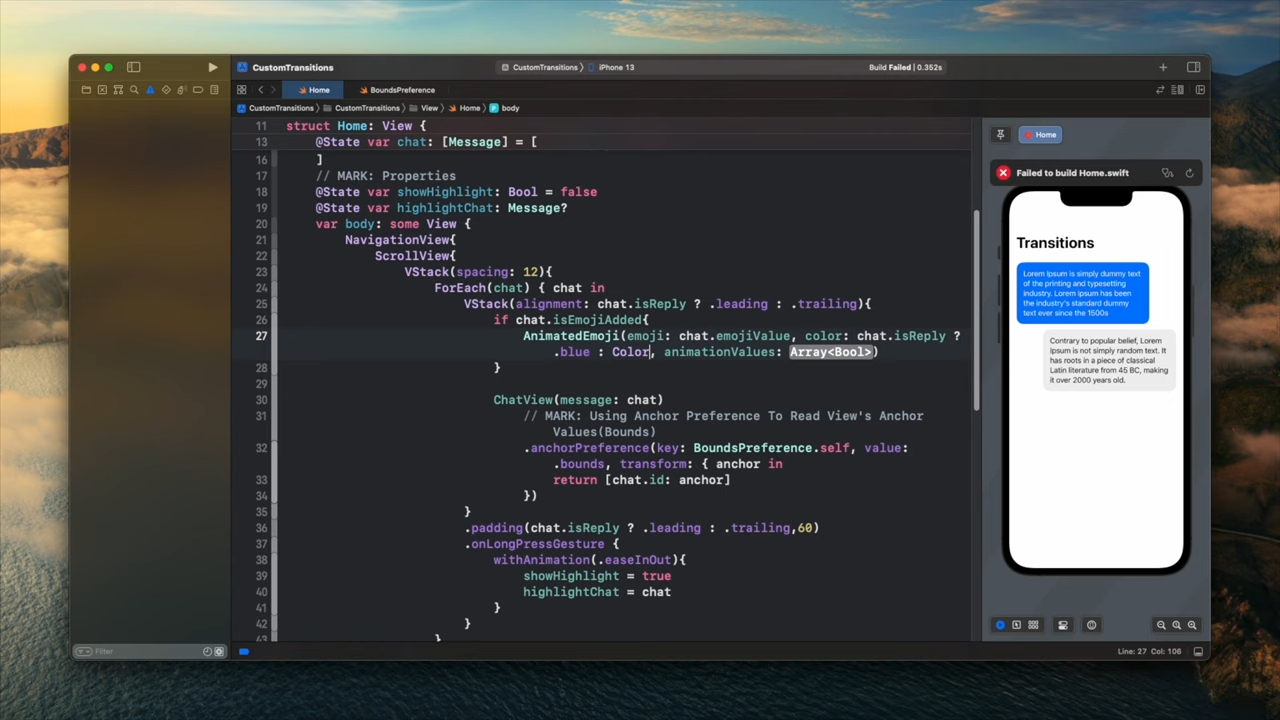 CustomTransitions
CustomTransitions 〉 iPhone 13
Build Failed | 0.352s
Home
BoundsPreference
CustomTransitions 〉 CustomTransitions 〉 View 〉 Home 〉 P body
11 struct Home: View {
13 @State var chat: [Message] = [
16 ]
17 // MARK: Properties
18 @State var showHighlight: Bool = false
19 @State var highlightChat: Message?
20 var body: some View {
21 NavigationView{
22 ScrollView{
23 VStack(spacing: 12){
24 ForEach(chat) { chat in
25 VStack(alignment: chat.isReply ? .leading : .trailing){
26 if chat.isEmojiAdded{
27 AnimatedEmoji(emoji: chat.emojiValue, color: chat.isReply ?
.blue : Color, animationValues: Array<Bool>)
28 }
29
30 ChatView(message: chat)
31 // MARK: Using Anchor Preference To Read View's Anchor
Values(Bounds)
32 .anchorPreference(key: BoundsPreference.self, value:
.bounds, transform: { anchor in
33 return [chat.id: anchor]
34 })
35 }
36 .padding(chat.isReply ? .leading : .trailing,60)
37 .onLongPressGesture {
38 withAnimation(.easeInOut){
39 showHighlight = true
40 highlightChat = chat
41 }
42 }
43 }
Home
Failed to build Home.swift
Transitions
Lorem Ipsum is simply dummy text
of the printing and typesetting
industry. Lorem Ipsum has been
the industry's standard dummy
text ever since the 1500s
Contrary to popular belief, Lorem
Ipsum is not simply random text. It
has roots in a piece of classical
Latin literature from 45 BC, making
it over 2000 years old.
Filter
Line: 27 Col: 106